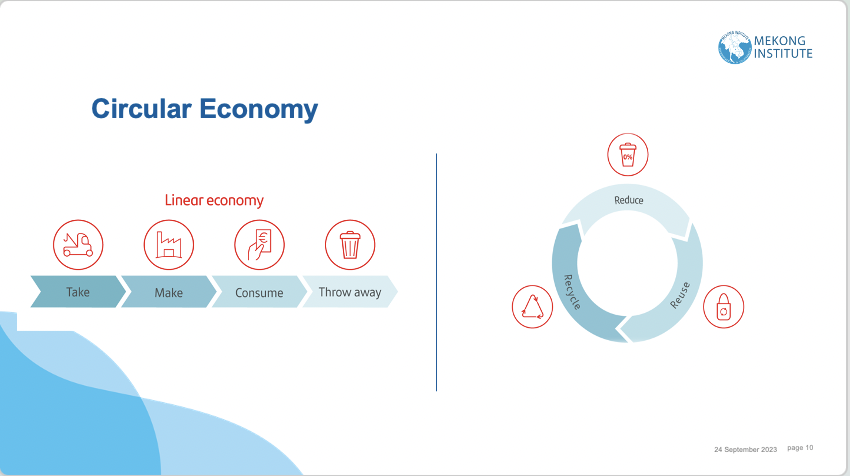 MEKONG
INSTITUTE
Circular Economy
Linear economy
€
Take
Make
Consume
Throw away
0%
Reduce
Reuse
Recycle
24 September 2023
page 10